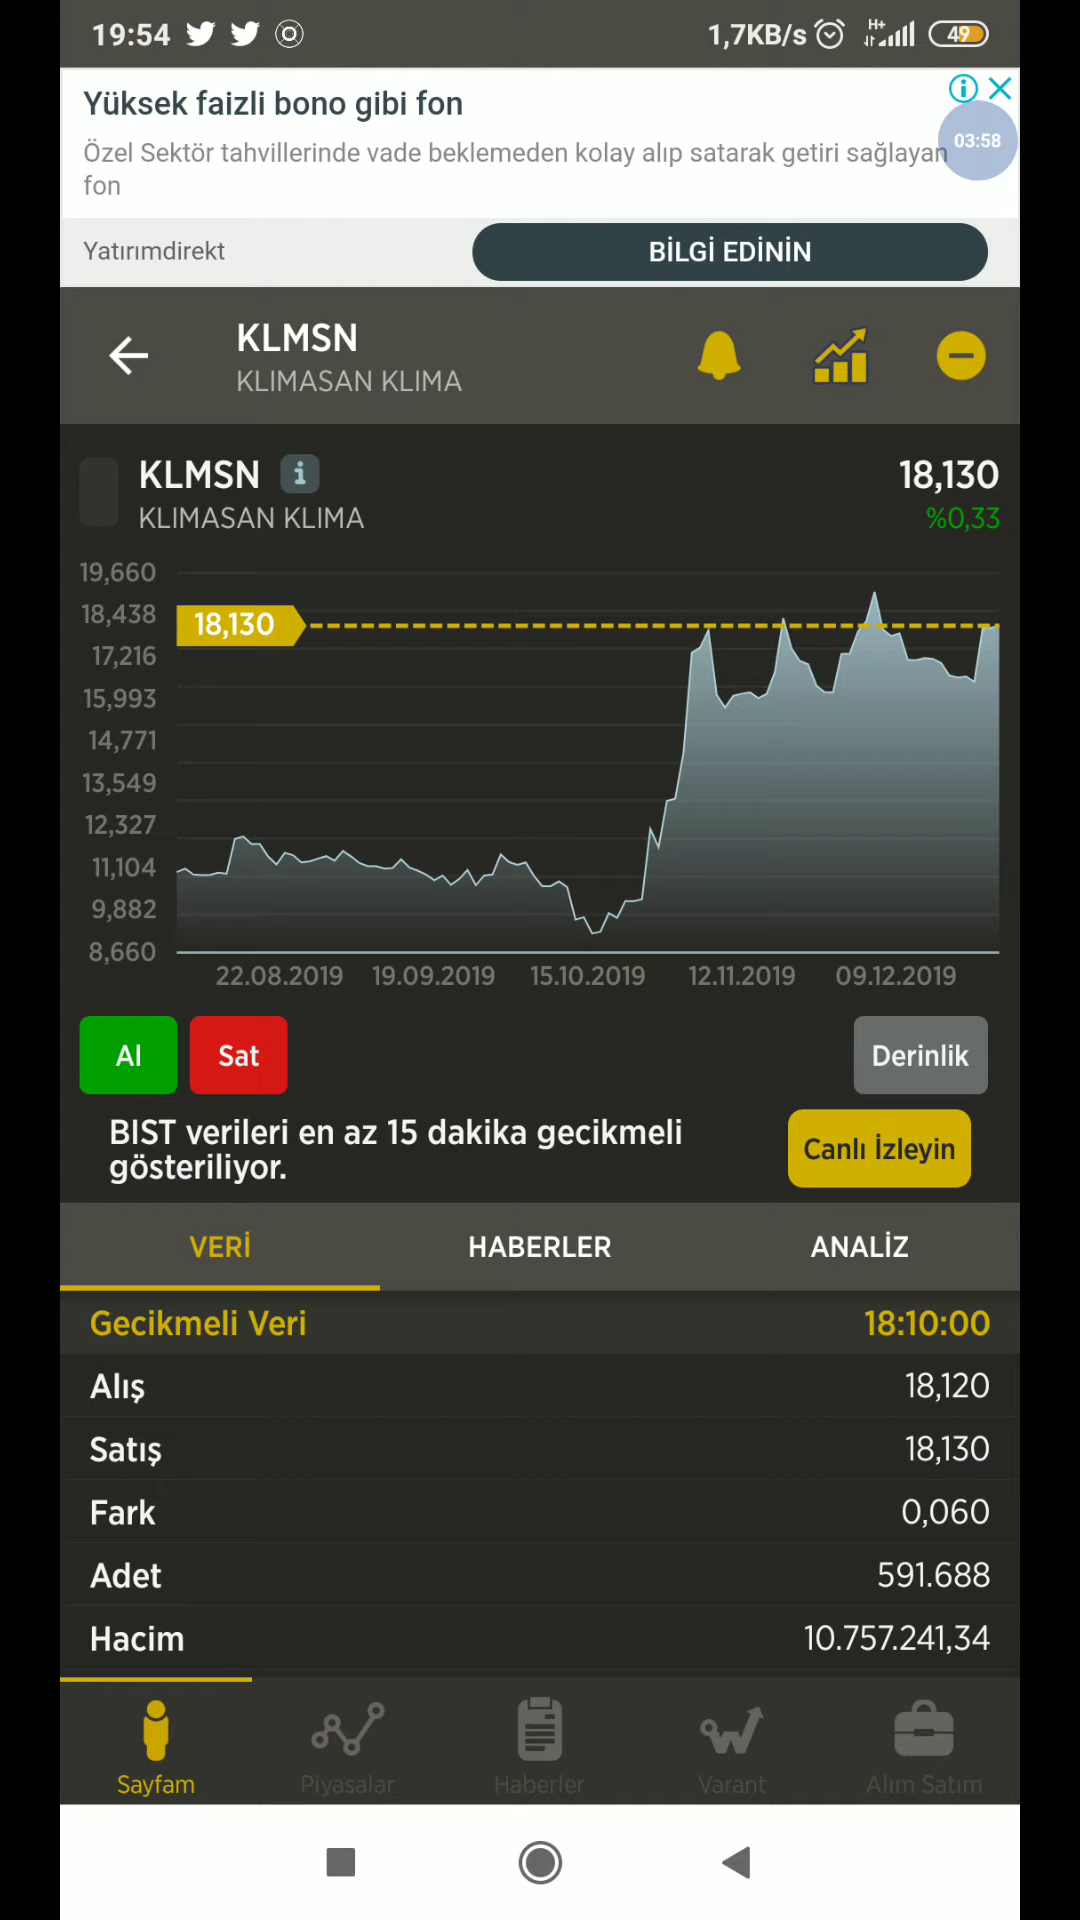 19:54
1,7KB/s
H+
49
Yüksek faizli bono gibi fon
Özel Sektör tahvillerinde vade beklemeden kolay alıp satarak getiri sağlayan
fon
03:58
Yatırımdirekt
BİLGİ EDİNİN
KLMSN
KLIMASAN KLIMA
KLMSN
18,130
KLIMASAN KLIMA
%0,33
19,660
18,438
18,130
17,216
15,993
14,771
13,549
12,327
11,104
9,882
8,660
22.08.2019 19.09.2019 15.10.2019 12.11.2019 09.12.2019
Al
Sat
Derinlik
BIST verileri en az 15 dakika gecikmeli
gösteriliyor.
Canlı İzleyin
VERİ
HABERLER
ANALİZ
Gecikmeli Veri 18:10:00
Alış 18,120
Satış 18,130
Fark 0,060
Adet 591.688
Hacim 10.757.241,34
Sayfam
Piyasalar
Haberler
Varant
Alım Satım